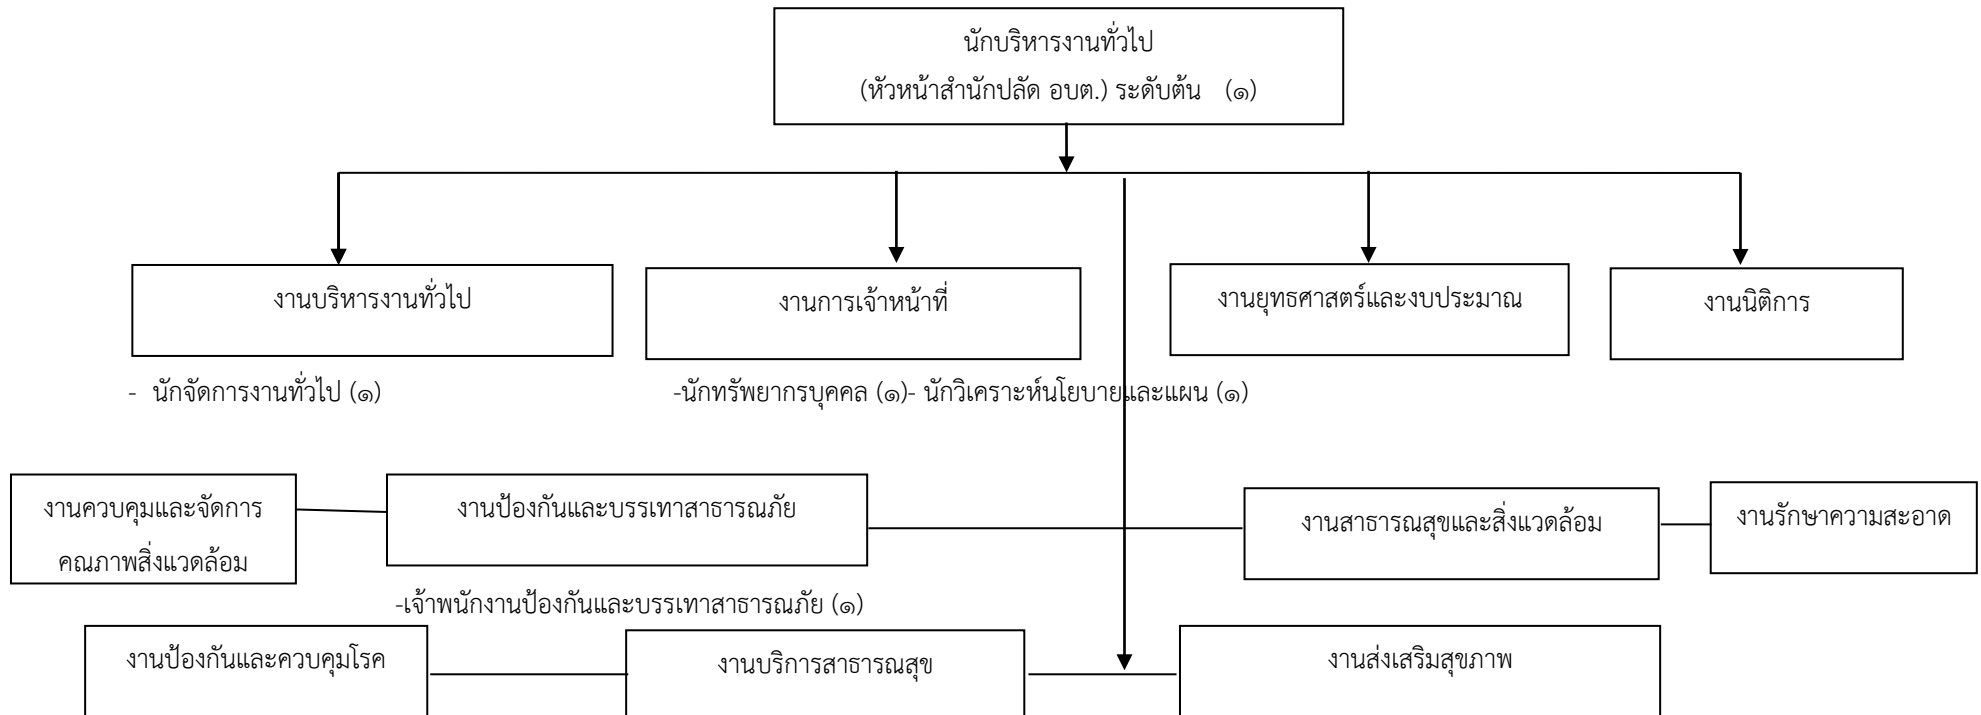 นักบริหารงานทั่วไป
(หัวหน้าสำนักปลัด อบต.) ระดับต้น (๑)
งานบริหารงานทั่วไป
งานการเจ้าหน้าที่
งานยุทธศาสตร์และงบประมาณ
งานนิติการ
- นักจัดการงานทั่วไป (๑)
-นักทรัพยากรบุคคล (๑)- นักวิเคราะห์นโยบายและแผน (๑)
งานควบคุมและจัดการ
คณภาพสิ่งแวดล้อม
งานป้องกันและบรรเทาสาธารณภัย
งานสาธารณสุขและสิ่งแวดล้อม
งานรักษาความสะอาด
-เจ้าพนักงานป้องกันและบรรเทาสาธารณภัย (๑)
งานป้องกันและควบคุมโรค
งานบริการสาธารณสุข
งานส่งเสริมสุขภาพ